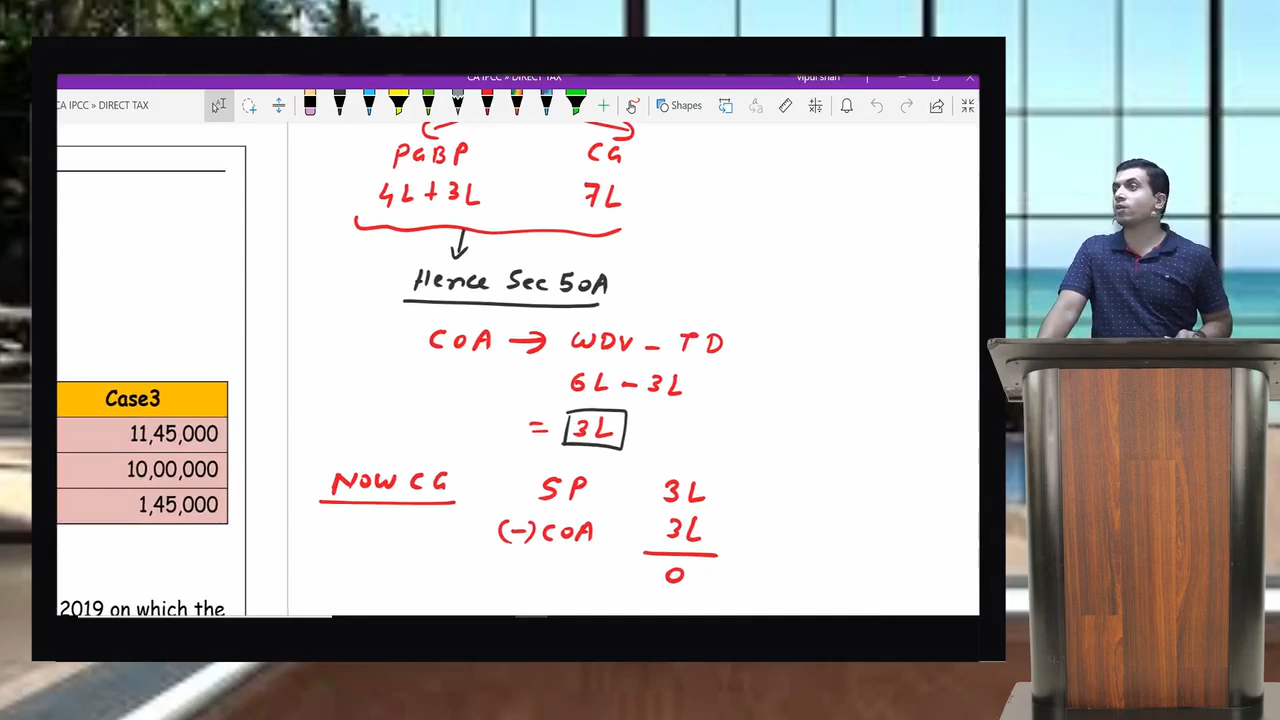 CA IPCC » DIRECT TAX
vipul shah
CA IPCC » DIRECT TAX
Shapes
PGBP CG
4L + 3L 7L
Hence Sec 50A
COA → WDV - TD
6L - 3L
= 3L
NOW CG SP 3L
(-) COA 3L
0
Case3
11,45,000
10,00,000
1,45,000
2019 on which the